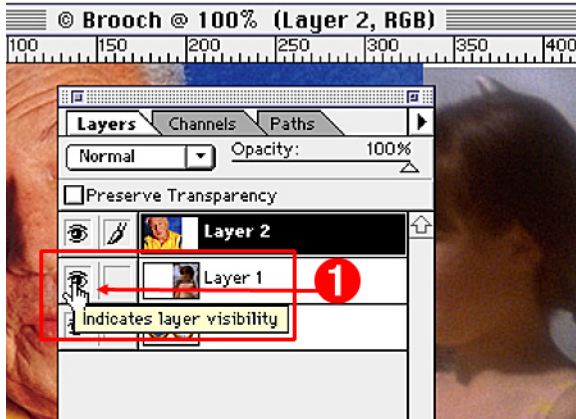 © Brooch @ 100% (Layer 2, RGB)
100 150 200 250 300 350 400
Layers Channels Paths
Normal Opacity: 100%
Preserve Transparency
Layer 2
Layer 1
1
Indicates layer visibility